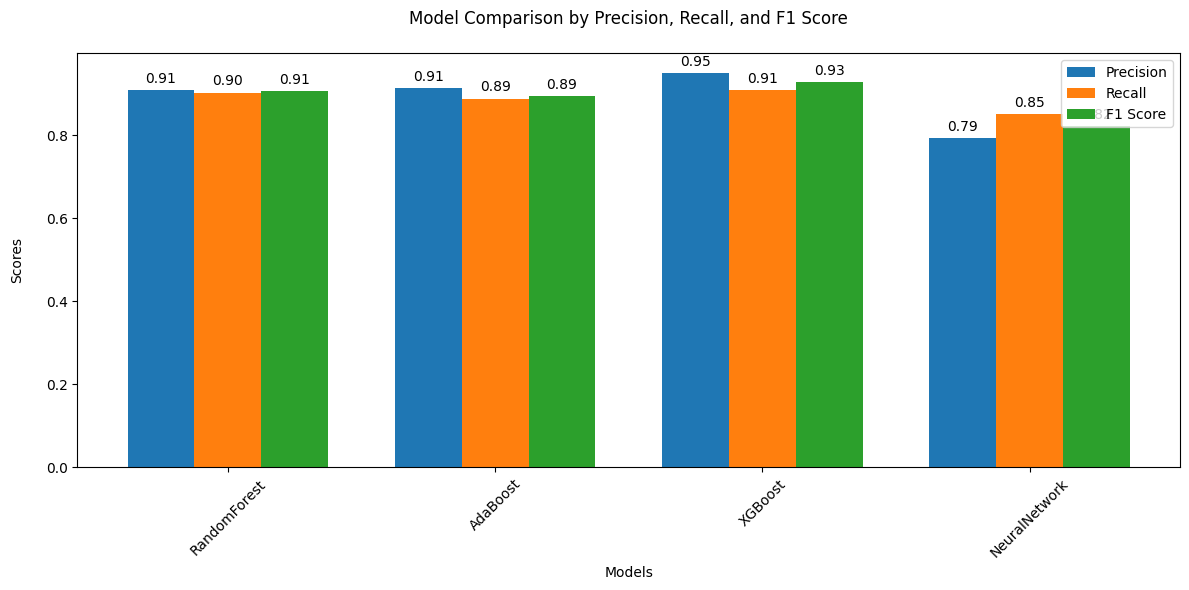 Model Comparison by Precision, Recall, and F1 Score
0.91 0.90 0.91 0.91 0.89 0.89 0.95 0.91 0.93 0.79 0.85
Precision
Recall
F1 Score
Scores
0.8
0.6
0.4
0.2
0.0
RandomForest AdaBoost XGBoost NeuralNetwork
Models